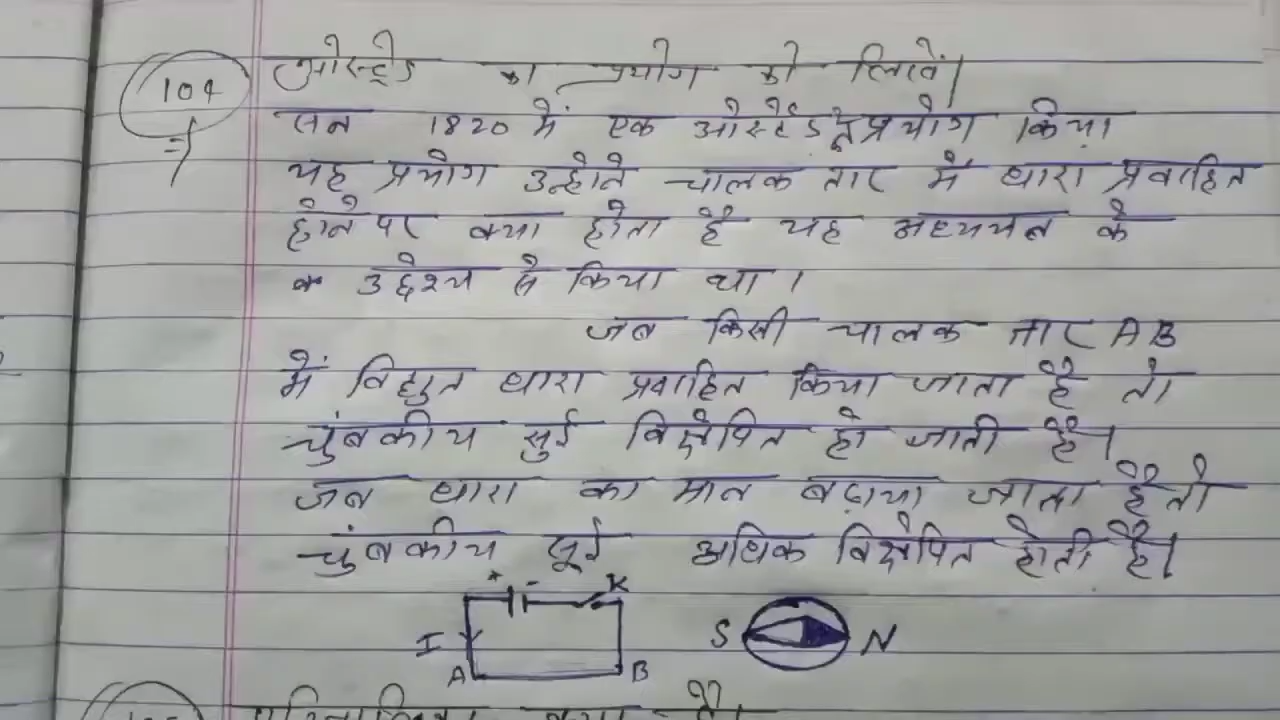 104
ओस्ट्रेड का प्रयोग को लिखें।
सन 1820 में एक ओस्टेड ने प्रयोग किया
यह प्रयोग उन्होने चालक तार में धारा प्रवाहित
होने पर क्या होता है यह अध्ययन के
उद्देश्य से किया था।
जब किसी चालक तार AB
में विद्युत धारा प्रवाहित किया जाता है तो
चुंबकीय सुई विक्षेपित हो जाती है।
जब धारा का मान बढ़ाया जाता है तो
चुंबकीय सूई अधिक विक्षेपित होती है।
+ - K
I S N
A B